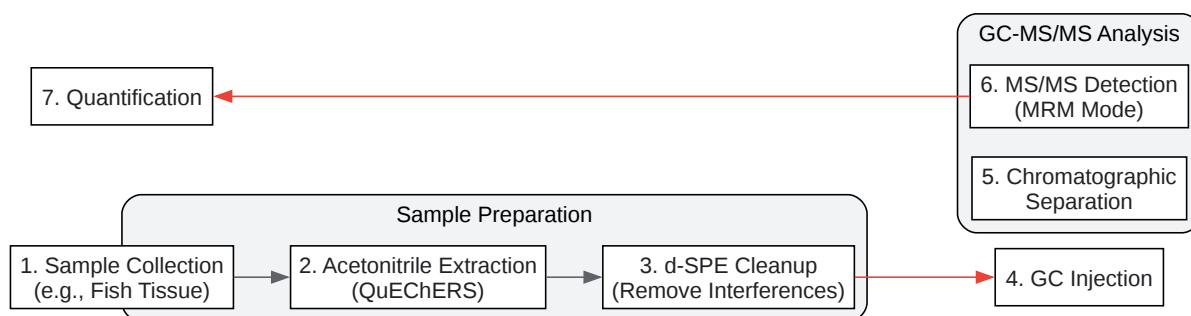 GC-MS/MS Analysis
7. Quantification
6. MS/MS Detection
(MRM Mode)
5. Chromatographic
Separation
Sample Preparation
1. Sample Collection
(e.g., Fish Tissue)
2. Acetonitrile Extraction
(QuEChERS)
3. d-SPE Cleanup
(Remove Interferences)
4. GC Injection